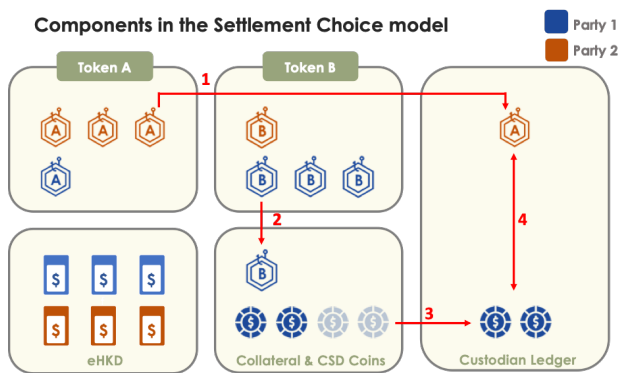 Components in the Settlement Choice model
Party 1
Party 2
Token A
Token B
1
A A A
A
B
B B B
2
B
4
3
$ $ $
$ $ $
eHKD
Collateral & CSD Coins
A
Custodian Ledger